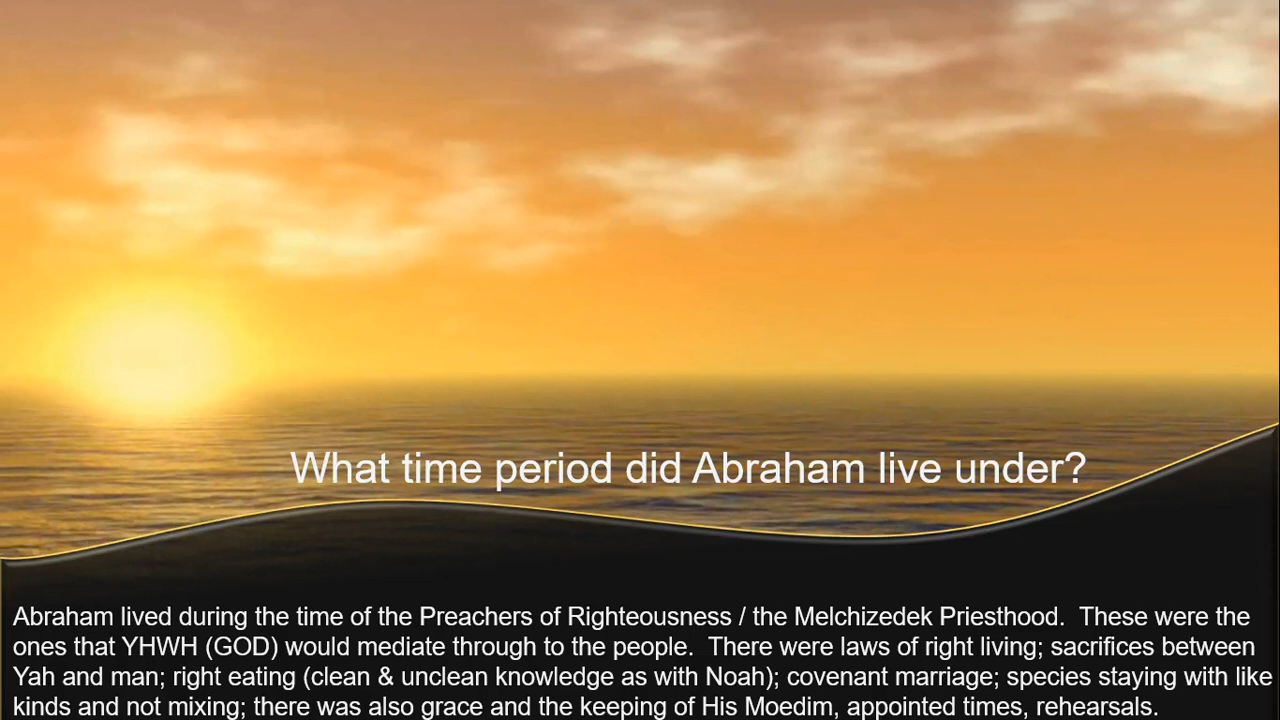 What time period did Abraham live under?
Abraham lived during the time of the Preachers of Righteousness / the Melchizedek Priesthood.  These were the
ones that YHWH (GOD) would mediate through to the people.  There were laws of right living; sacrifices between
Yah and man; right eating (clean & unclean knowledge as with Noah); covenant marriage; species staying with like
kinds and not mixing; there was also grace and the keeping of His Moedim, appointed times, rehearsals.